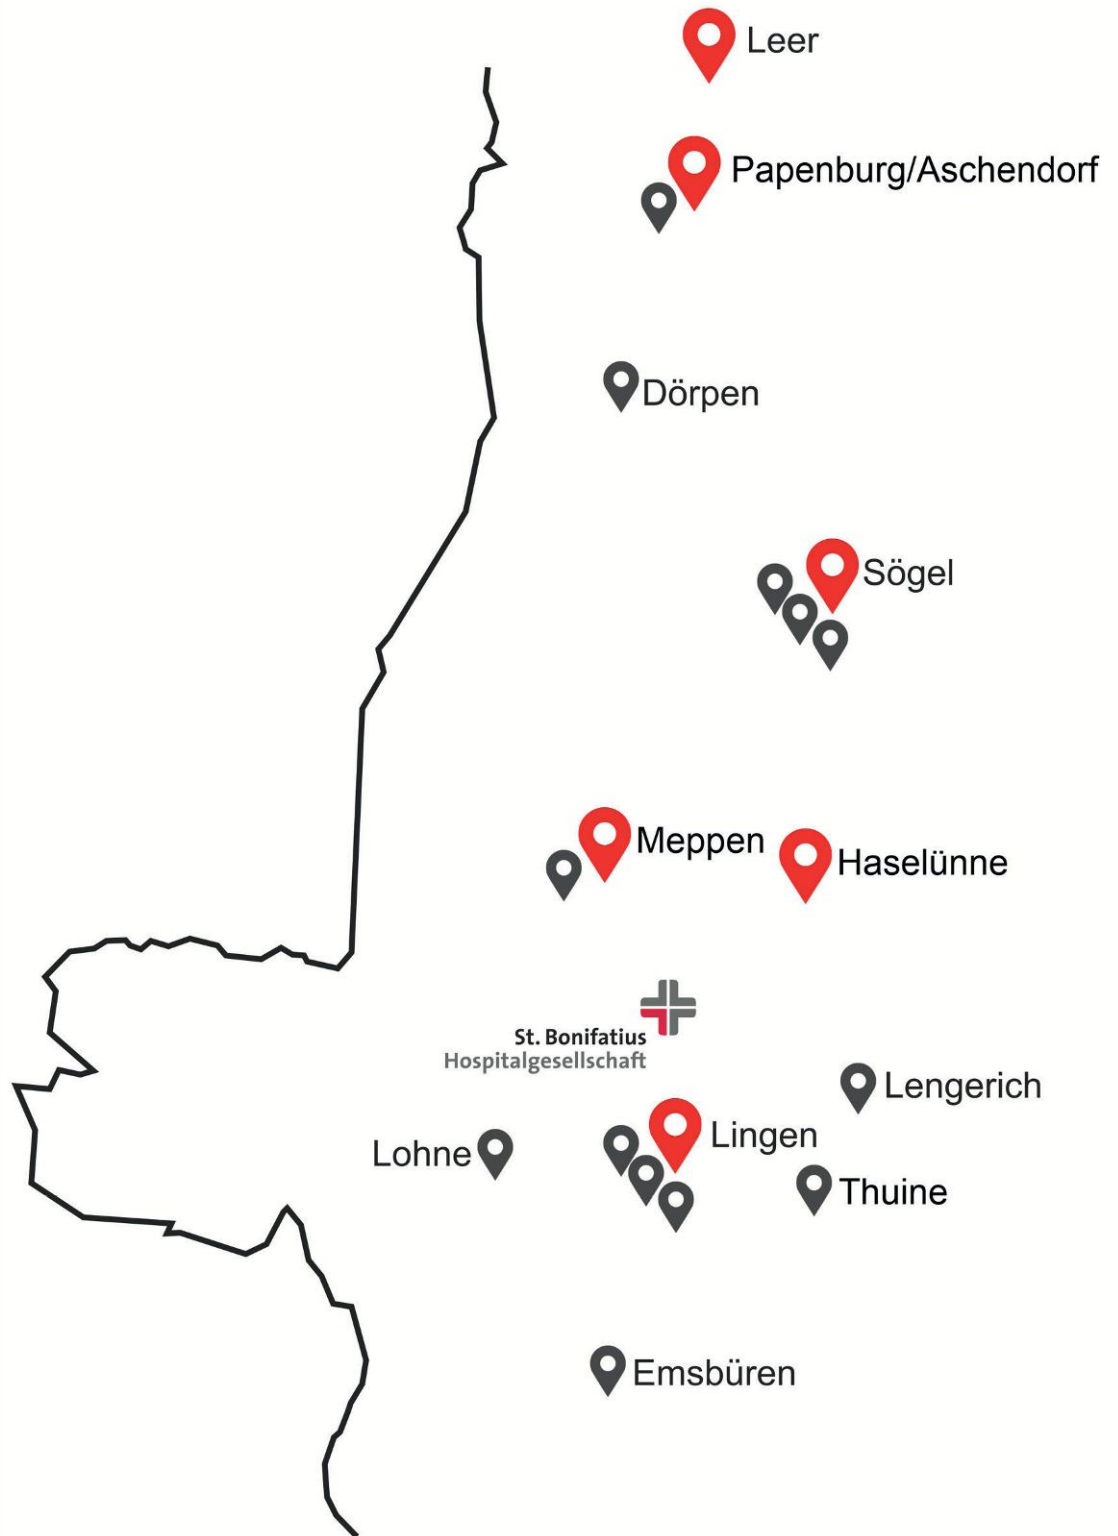 Leer
Papenburg/Aschendorf
Dörpen
Sögel
Meppen
Haselünne
St. Bonifatius
Hospitalgesellschaft
Lengerich
Lingen
Lohne
Thuine
Emsbüren